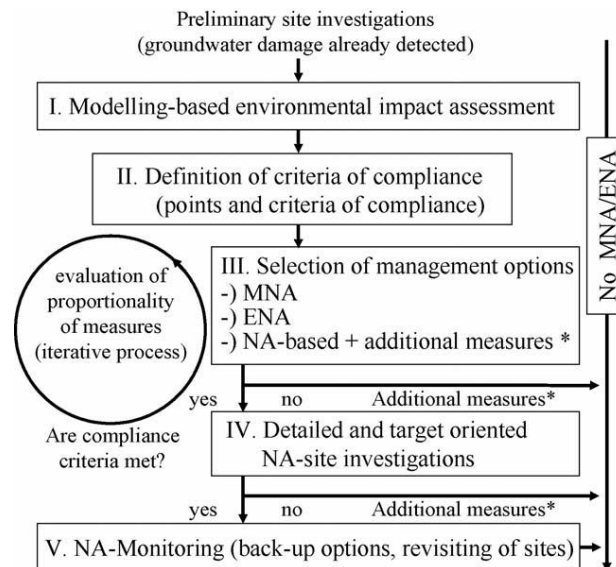 Preliminary site investigations
(groundwater damage already detected)
I. Modelling-based environmental impact assessment
II. Definition of criteria of compliance
(points and criteria of compliance)
III. Selection of management options
-) MNA
-) ENA
-) NA-based + additional measures *
evaluation of
proportionality
of measures
(iterative process)
yes no Additional measures*
Are compliance
criteria met?
IV. Detailed and target oriented
NA-site investigations
yes no Additional measures*
V. NA-Monitoring (back-up options, revisiting of sites)
No MNA/ENA